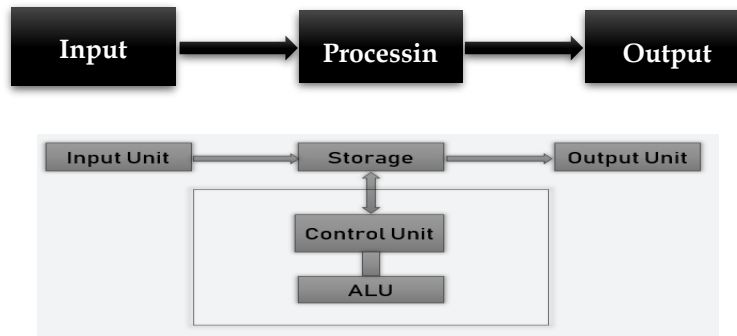 Input Processin Output
Input Unit Storage Output Unit
Control Unit
ALU